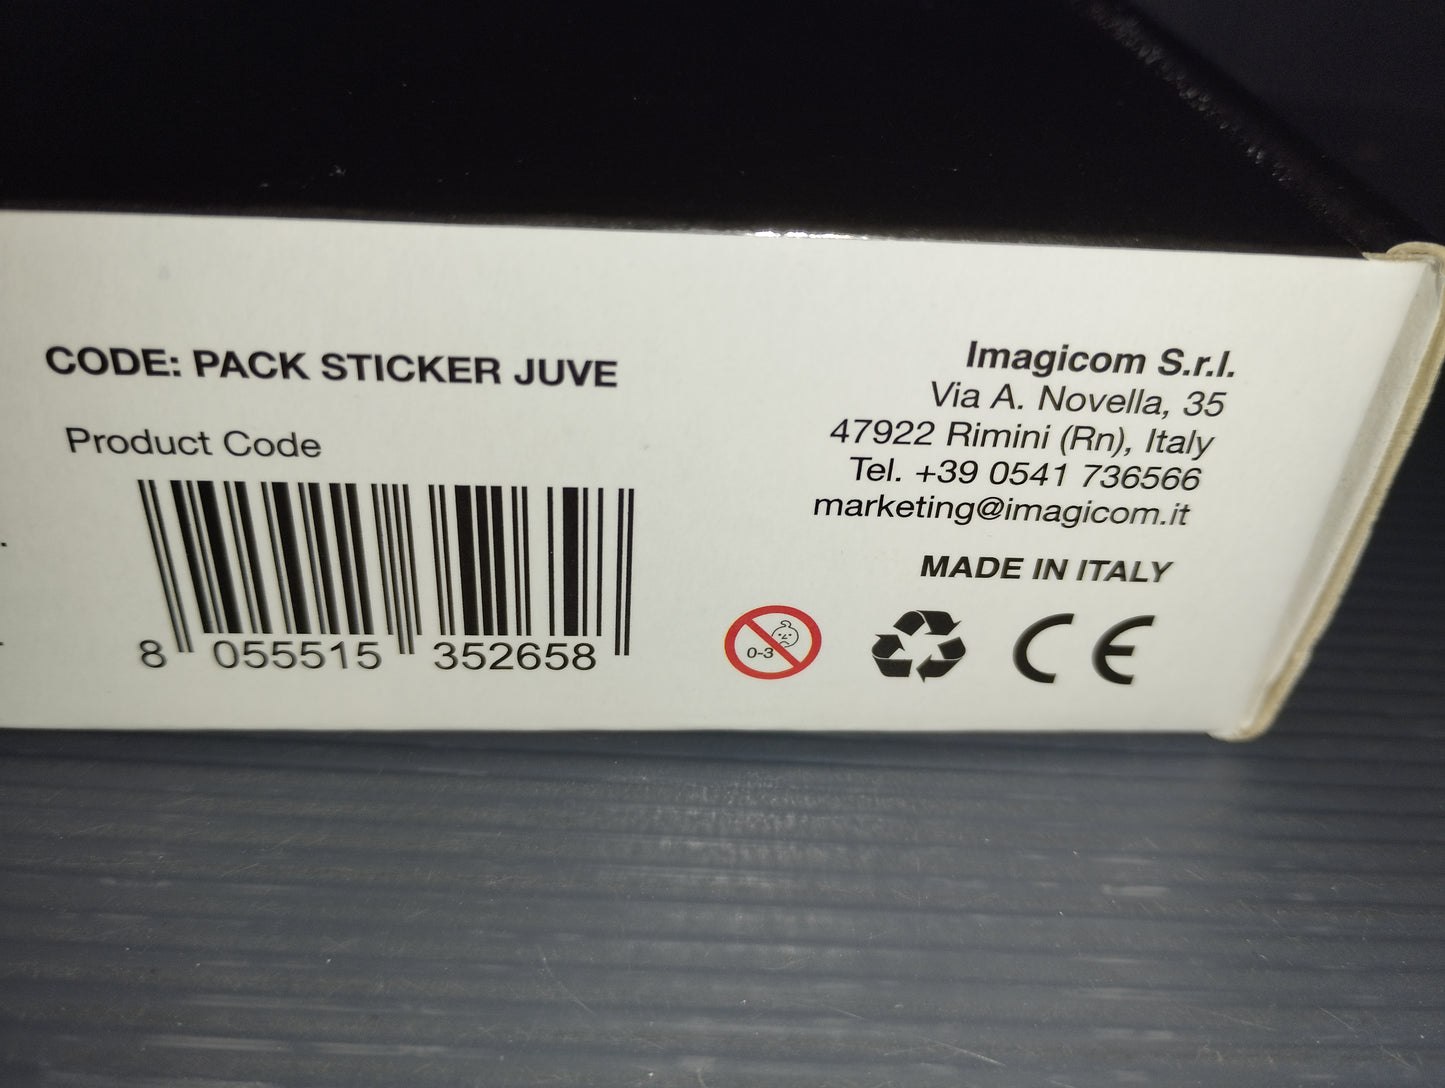 CODE: PACK STICKER JUVE
Product Code
8 055515 352658
Imagicom S.r.l.
Via A. Novella, 35
47922 Rimini (Rn), Italy
Tel. +39 0541 736566
marketing@imagicom.it
MADE IN ITALY
0-3
CE